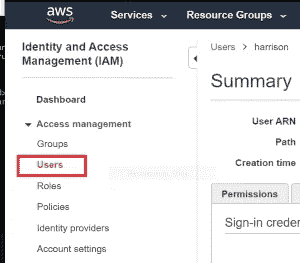 aws
Services
Resource Groups
Identity and Access
Management (IAM)
Dashboard
Access management
Groups
Users
Roles
Policies
Identity providers
Account settings
Users > harrison
Summary
User ARN
Path
Creation time
Permissions
Sign-in creden